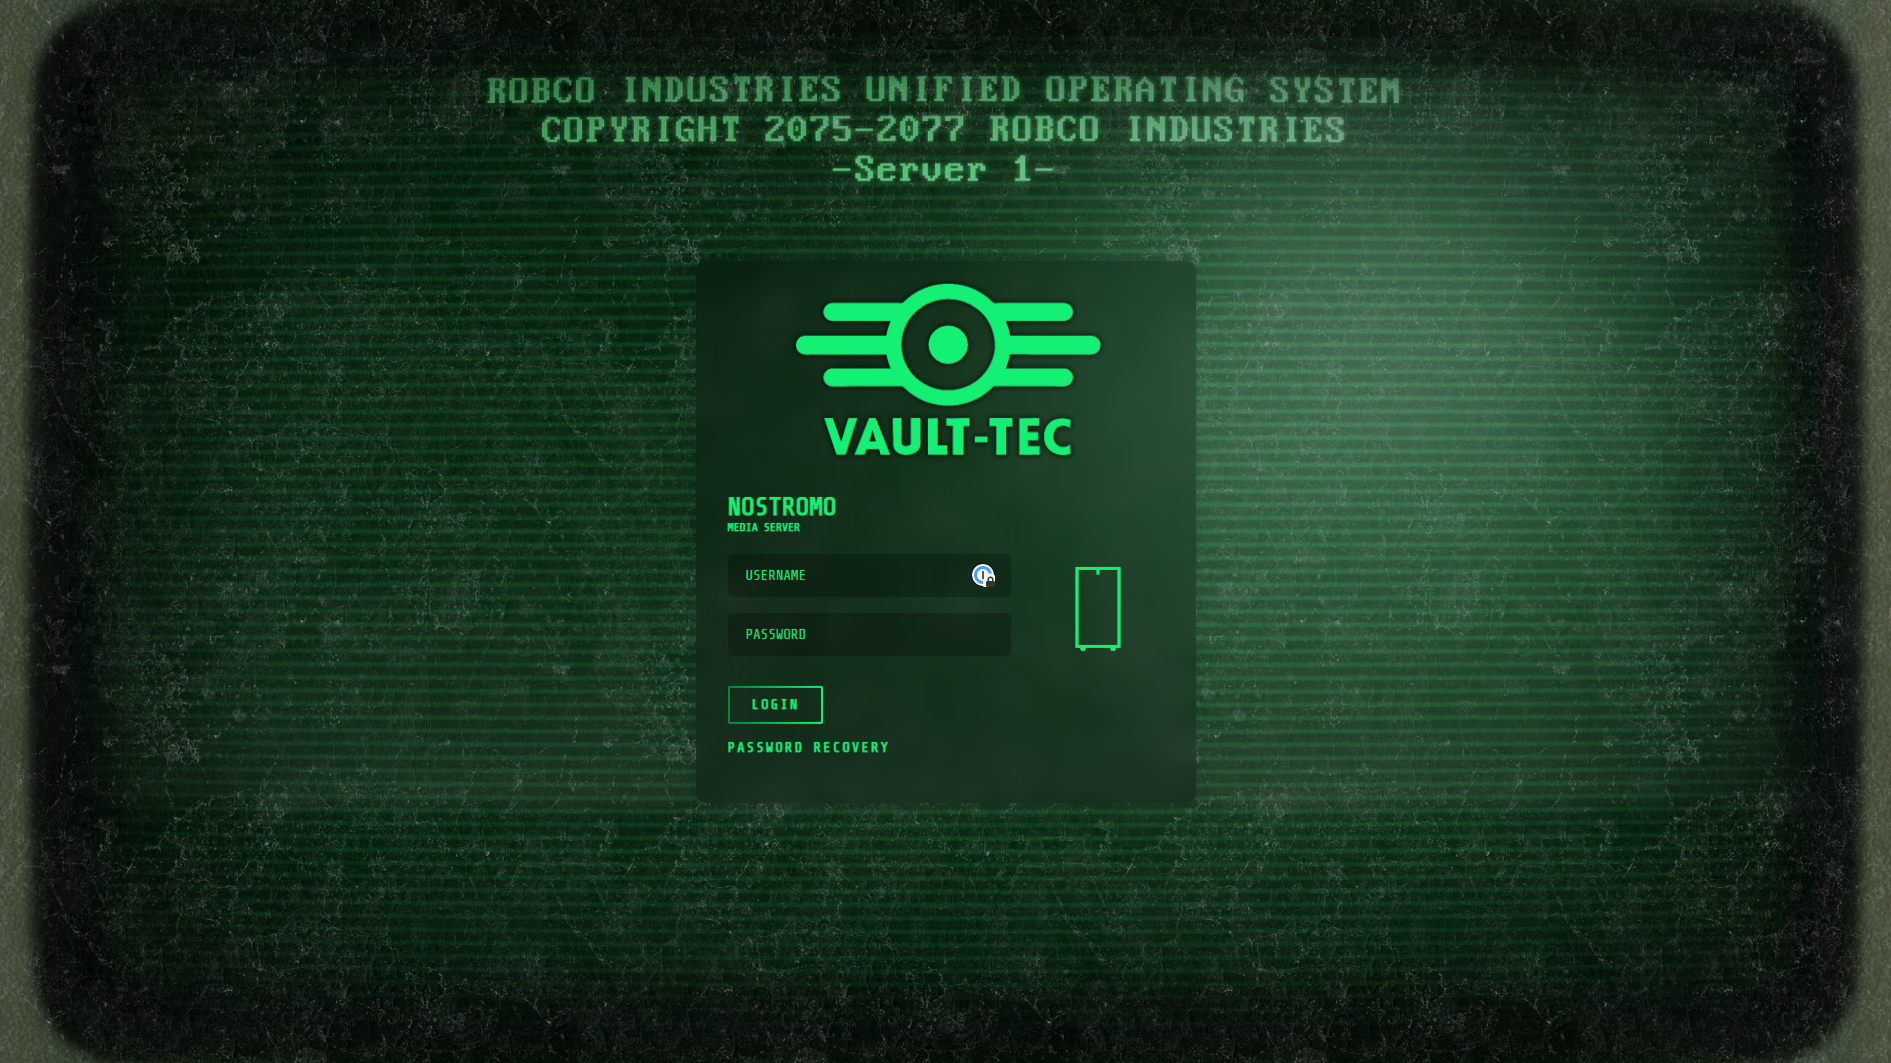 ROBCO INDUSTRIES UNIFIED OPERATING SYSTEM
COPYRIGHT 2075-2077 ROBCO INDUSTRIES
-Server 1-
VAULT-TEC
NOSTROMO
MEDIA SERVER
USERNAME
PASSWORD
LOGIN
PASSWORD RECOVERY